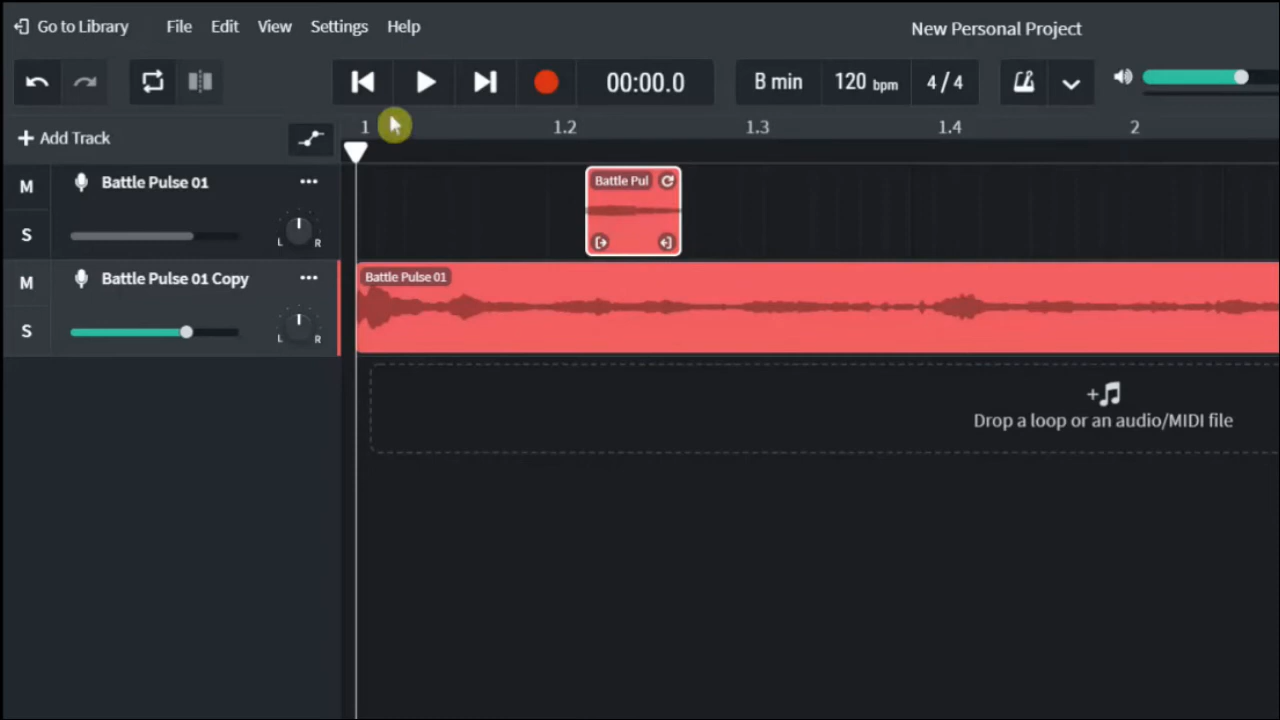 Go to Library File Edit View Settings Help New Personal Project
00:00.0 B min 120 bpm 4/4
Add Track 1 1.2 1.3 1.4 2
M Battle Pulse 01 Battle Pul
S L R
M Battle Pulse 01 Copy Battle Pulse 01
S L R
Drop a loop or an audio/MIDI file